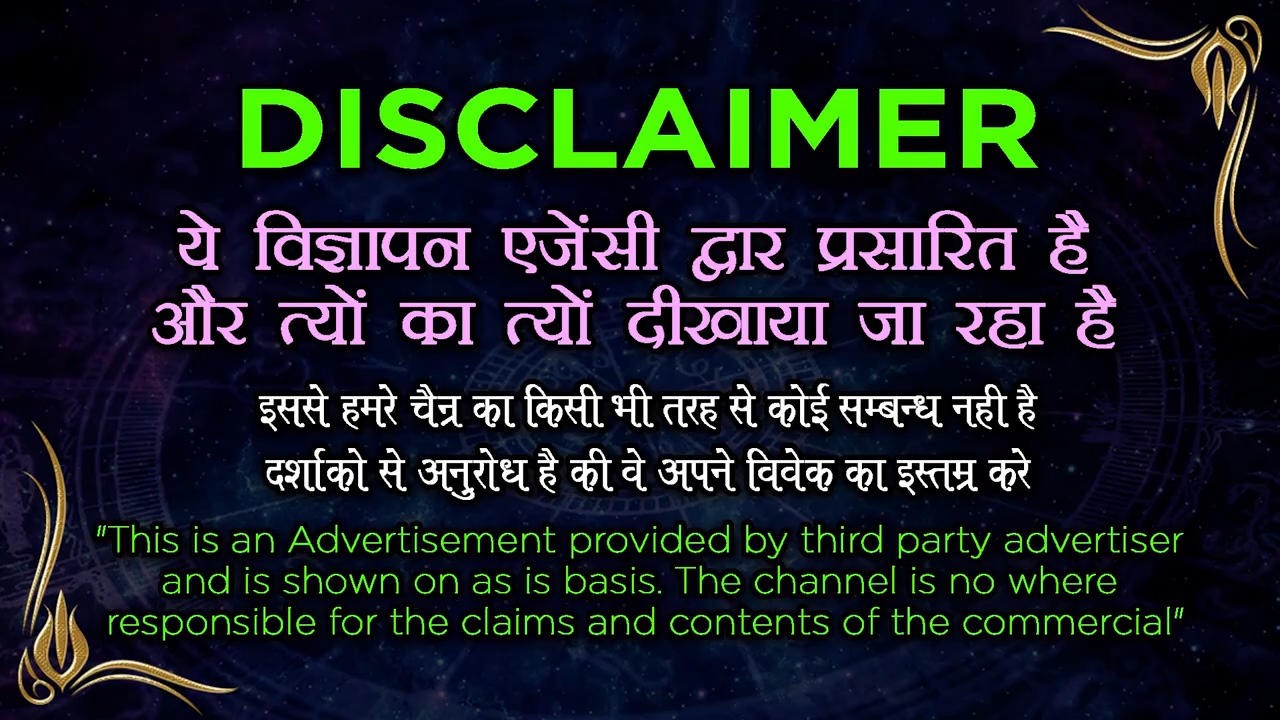 DISCLAIMER
ये विज्ञापन एजेंसी द्वार प्रसारित है
और त्यों का त्यों दीखाया जा रहा है
इससे हमरे चैन्र का किसी भी तरह से कोई सम्बन्ध नही है
दर्शाको से अनुरोध है की वे अपने विवेक का इस्तम्र करे
"This is an Advertisement provided by third party advertiser
and is shown on as is basis. The channel is no where
responsible for the claims and contents of the commercial"